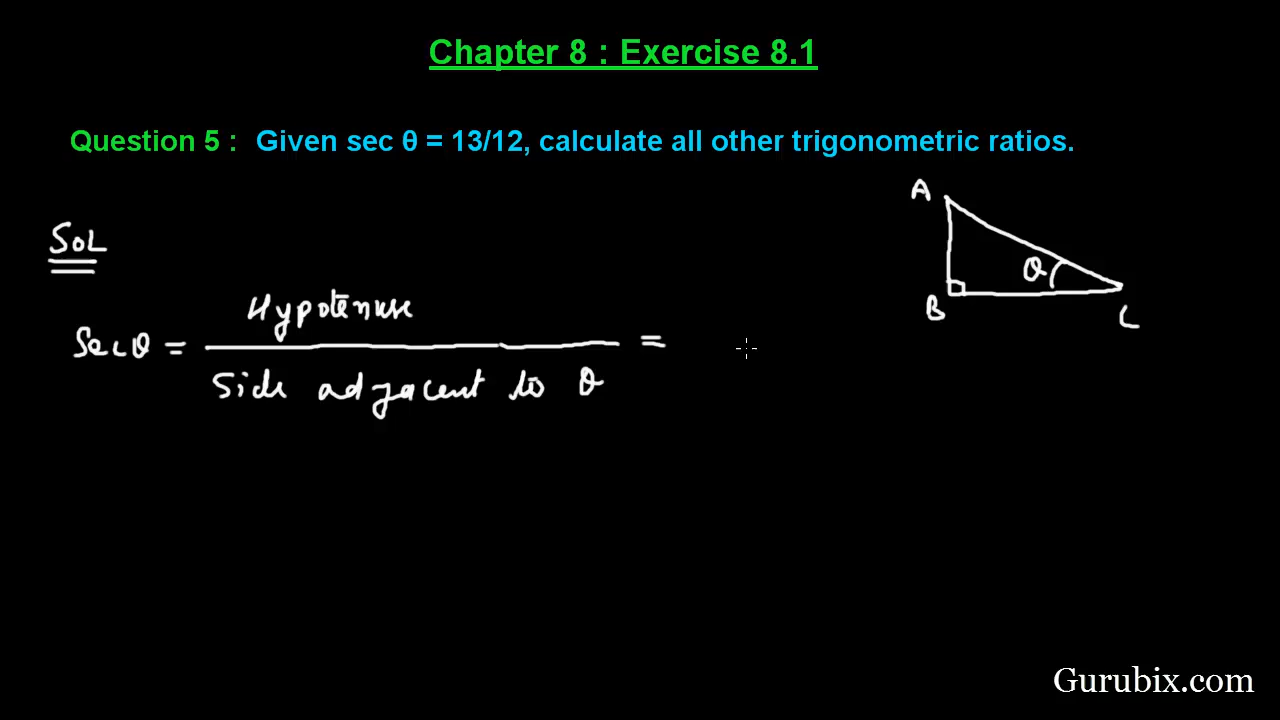 Chapter 8 : Exercise 8.1
Question 5 : Given sec θ = 13/12, calculate all other trigonometric ratios.
A
SOL
θ
B
C
Hypotenuse
Sec θ = =
Side adjacent to θ
Gurubix.com